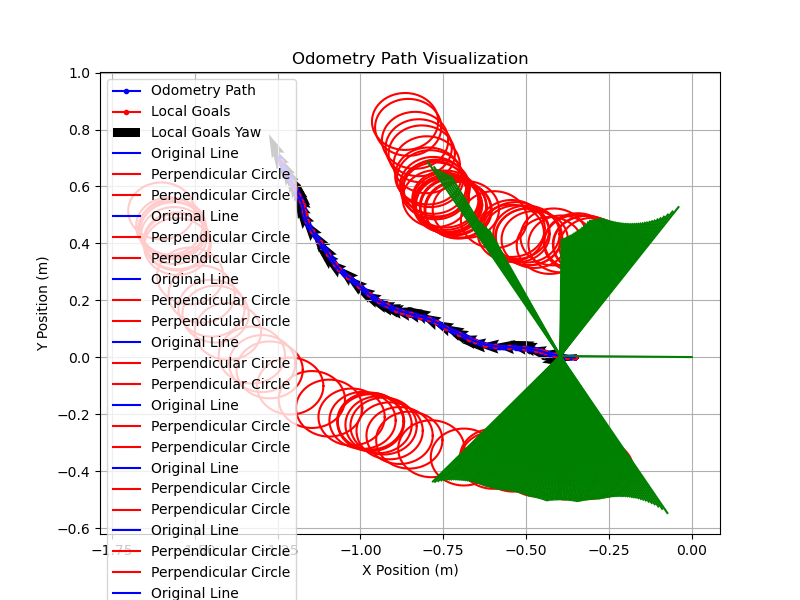 Odometry Path Visualization
1.0
0.8
0.6
0.4
0.2
0.0
−0.2
−0.4
−0.6
Y Position (m)
Odometry Path
Local Goals
Local Goals Yaw
Original Line
Perpendicular Circle
Perpendicular Circle
Original Line
Perpendicular Circle
Perpendicular Circle
Original Line
Perpendicular Circle
Perpendicular Circle
Original Line
Perpendicular Circle
Perpendicular Circle
Original Line
Perpendicular Circle
Perpendicular Circle
Original Line
Perpendicular Circle
Perpendicular Circle
Original Line
Perpendicular Circle
Perpendicular Circle
Original Line
−1.00 −0.75 −0.50 −0.25 0.00
X Position (m)